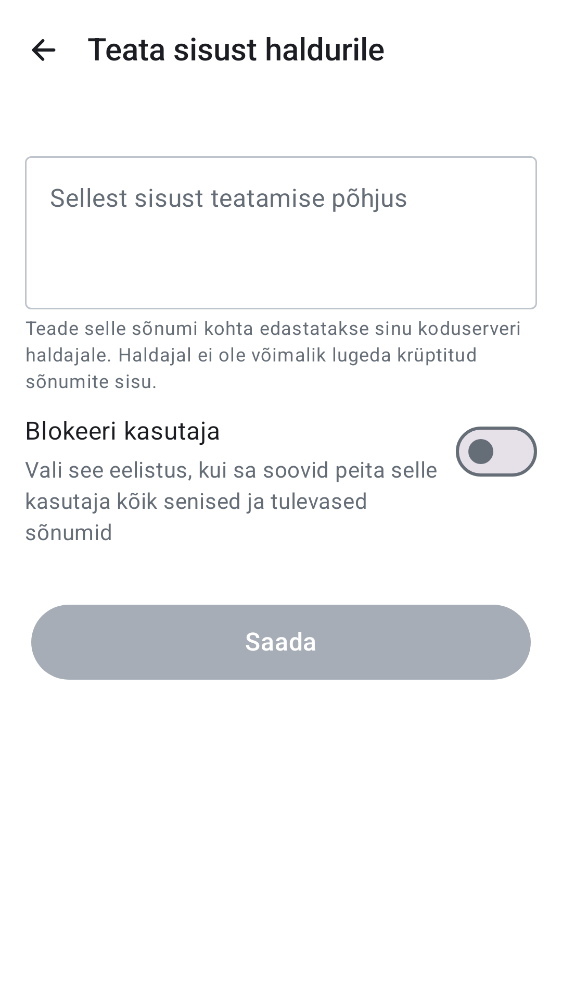 Teata sisust haldurile
Sellest sisust teatamise põhjus
Teade selle sõnumi kohta edastatakse sinu koduserveri
haldajale. Haldajal ei ole võimalik lugeda krüptitud
sõnumite sisu.
Blokeeri kasutaja
Vali see eelistus, kui sa soovid peita selle
kasutaja kõik senised ja tulevased
sõnumid
Saada